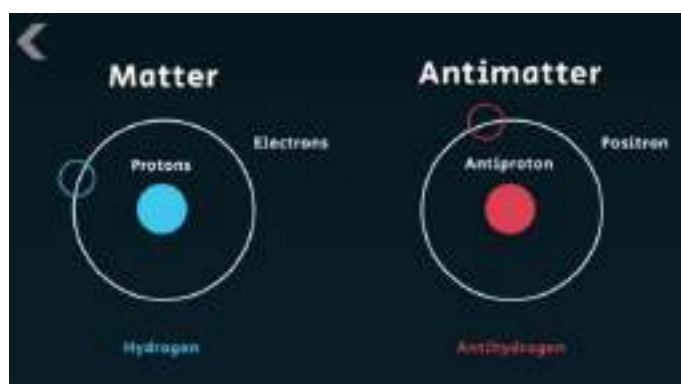 Matter
Antimatter
Electrons
Positron
Protons
Antiproton
Hydrogen
Antihydrogen